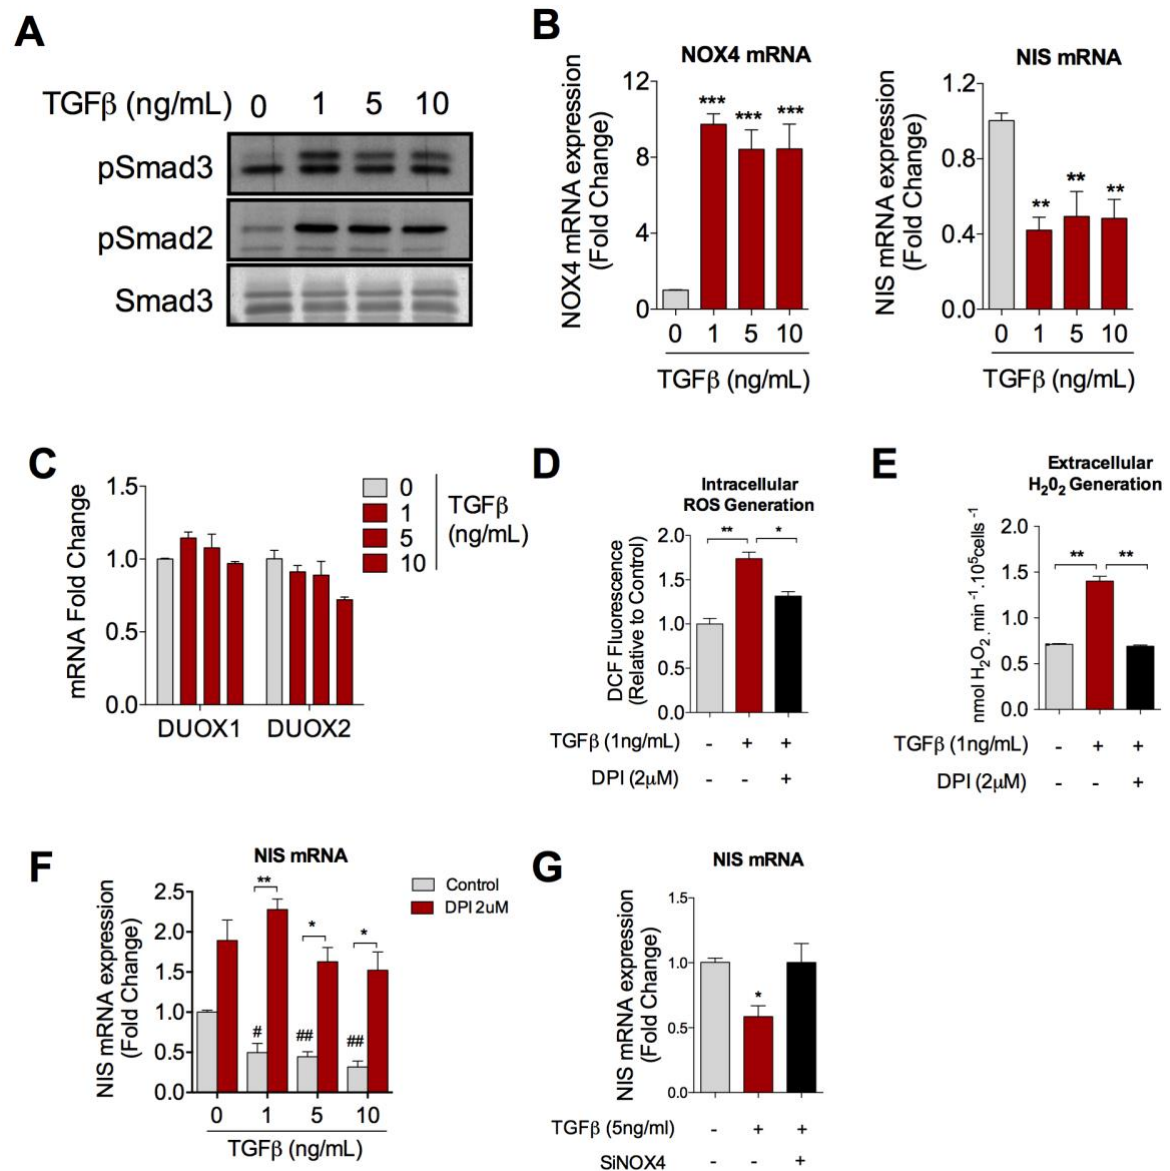 A
TGFβ (ng/mL) 0 1 5 10
pSmad3
pSmad2
Smad3
B
NOX4 mRNA
NOX4 mRNA expression
(Fold Change)
12
8
4
0
***
***
***
0 1 5 10
TGFβ (ng/mL)
NIS mRNA
NIS mRNA expression
(Fold Change)
1.2
0.8
0.4
0.0
**
**
**
0 1 5 10
TGFβ (ng/mL)
C
mRNA Fold Change
1.5
1.0
0.5
0.0
DUOX1 DUOX2
0
1
5
10
TGFβ
(ng/mL)
D
Intracellular
ROS Generation
DCF Fluorescence
(Relative to Control)
2.0
1.5
1.0
0.5
0.0
** *
TGFβ (1ng/mL) - + +
DPI (2μM) - - +
E
Extracellular
H₂0₂ Generation
nmol H₂O₂ . min⁻¹.10⁵cells⁻¹
2.0
1.5
1.0
0.5
0.0
** **
TGFβ (1ng/mL) - + +
DPI (2μM) - - +
F
NIS mRNA
NIS mRNA expression
(Fold Change)
2.5
2.0
1.5
1.0
0.5
0.0
**
*
*
#
##
##
0 1 5 10
TGFβ (ng/mL)
Control
DPI 2uM
G
NIS mRNA
NIS mRNA expression
(Fold Change)
1.5
1.0
0.5
0.0
*
TGFβ (5ng/ml) - + +
SiNOX4 - - +